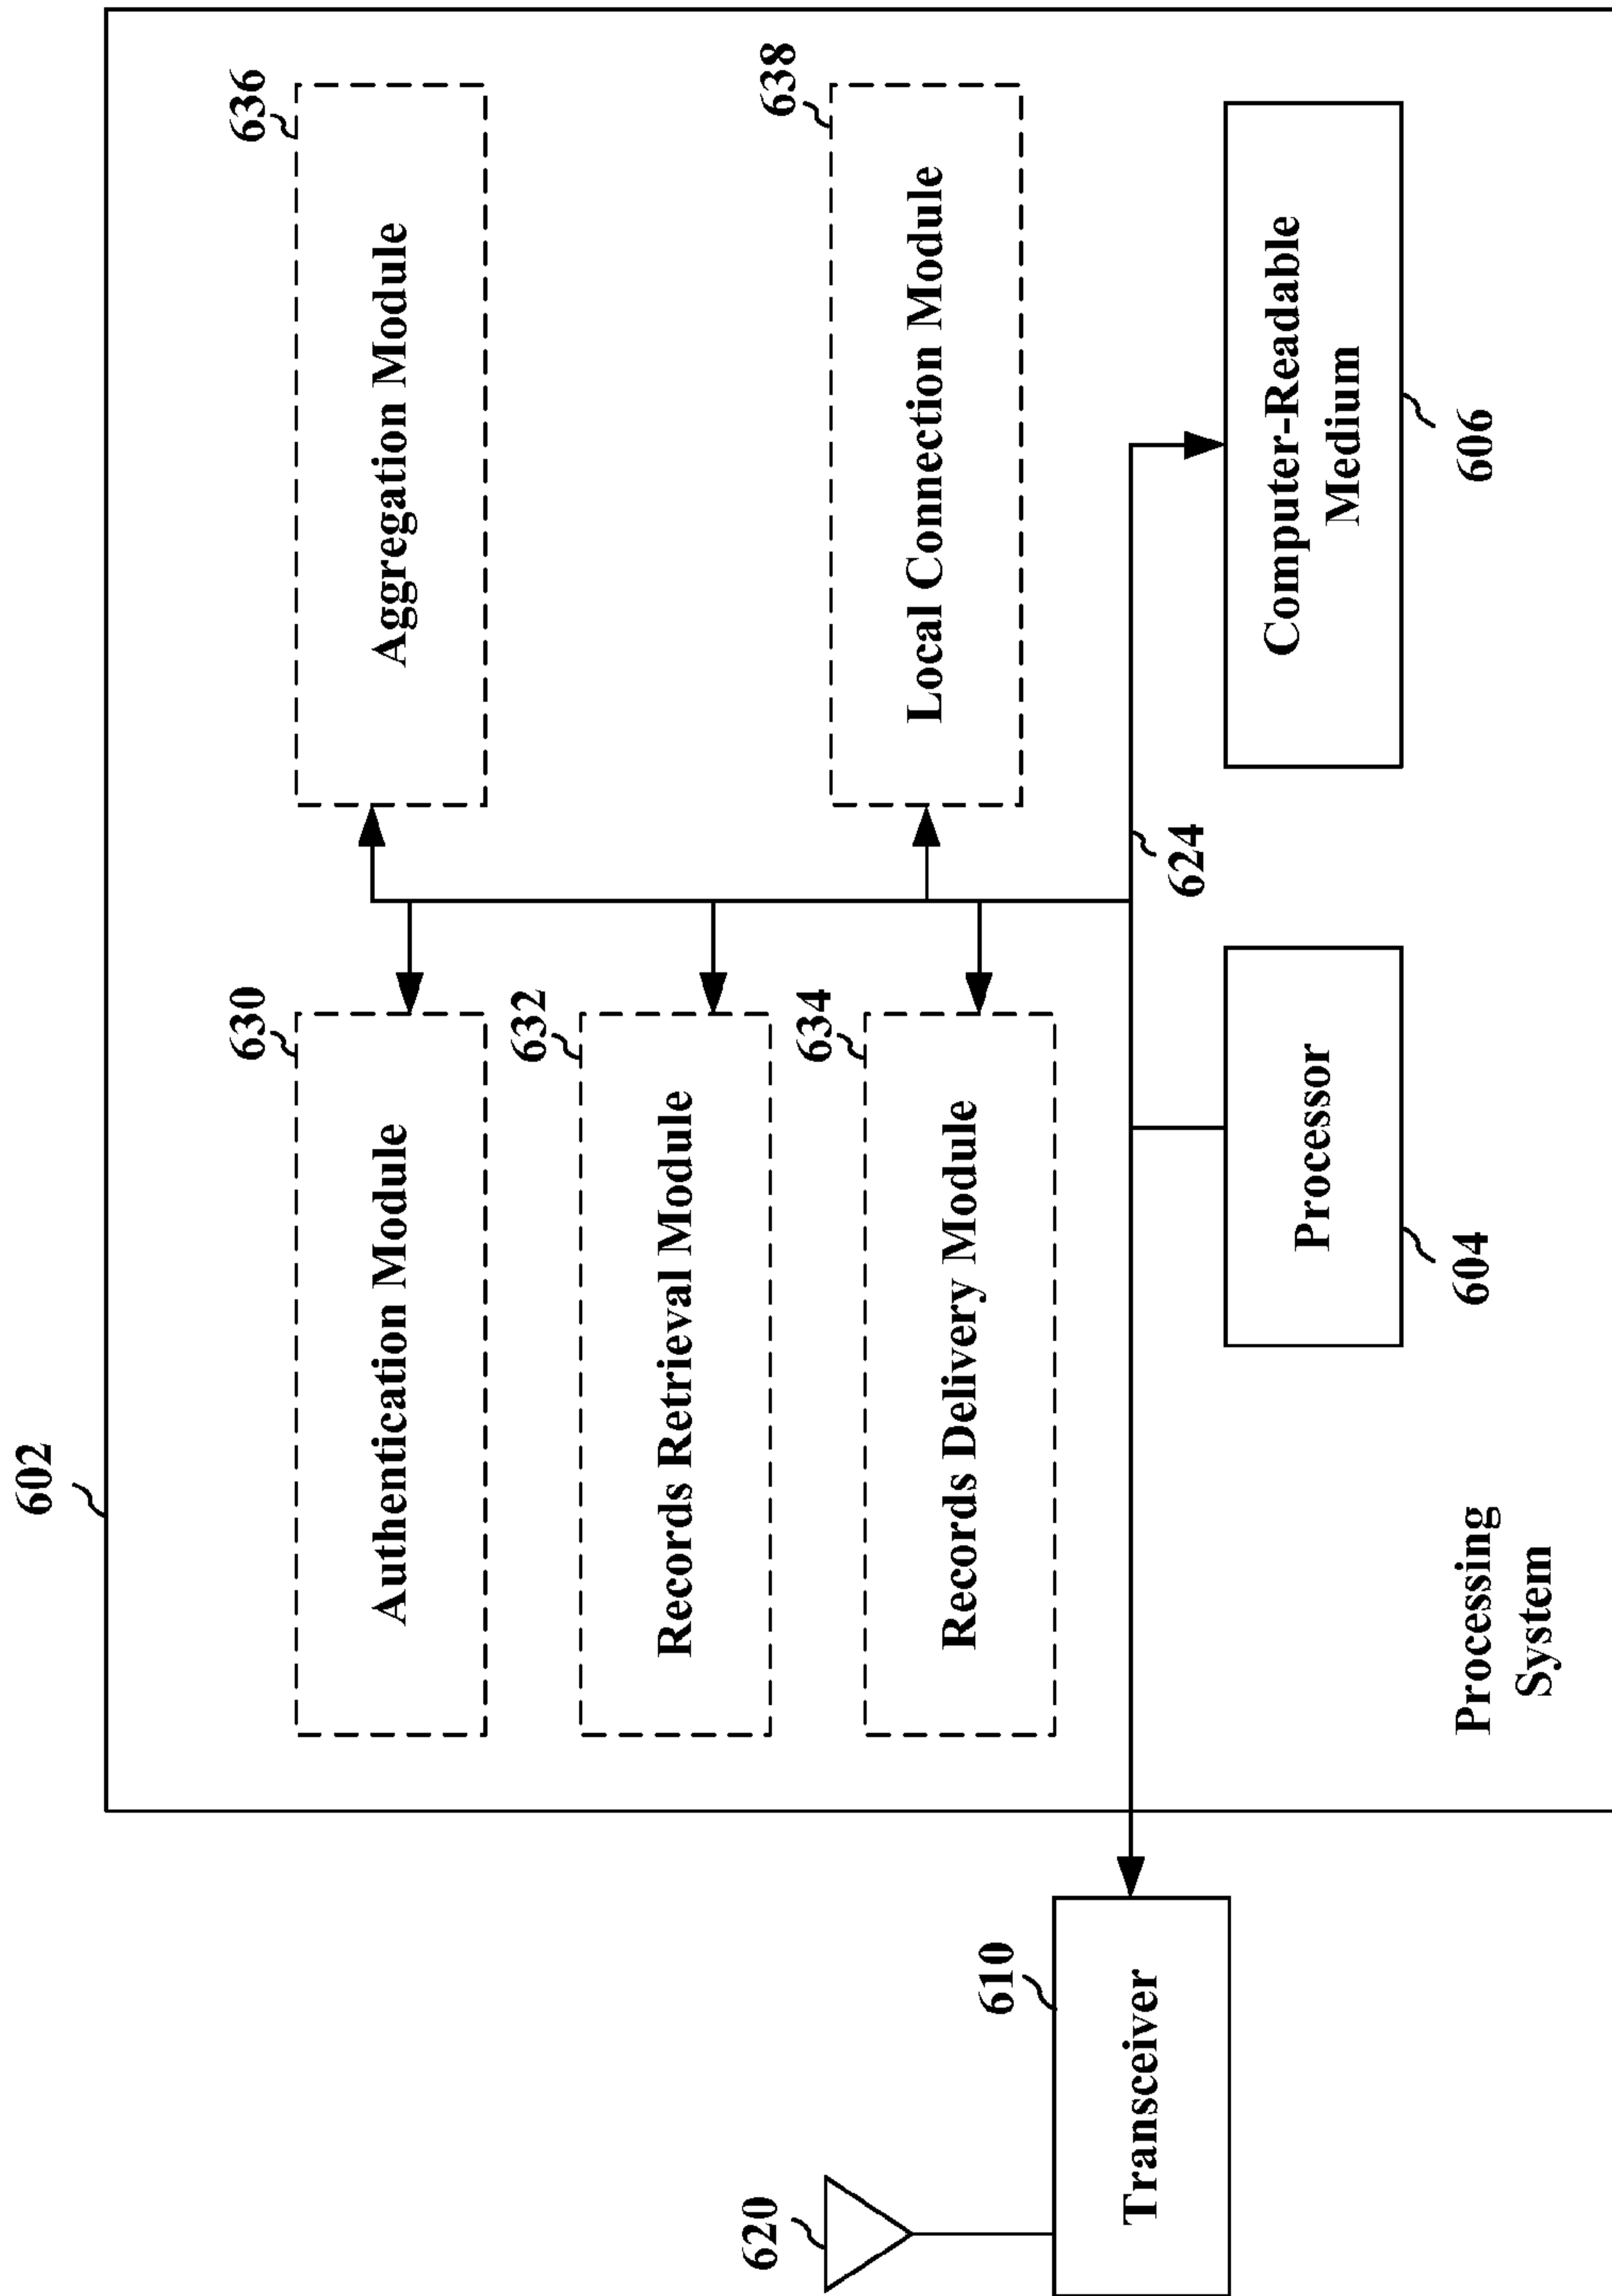 602
630
Authentication Module
636
Aggregation Module
632
Records Retrieval Module
634
Records Delivery Module
638
Local Connection Module
620
610
Transceiver
624
Processor
604
Computer-Readable
Medium
606
Processing
System